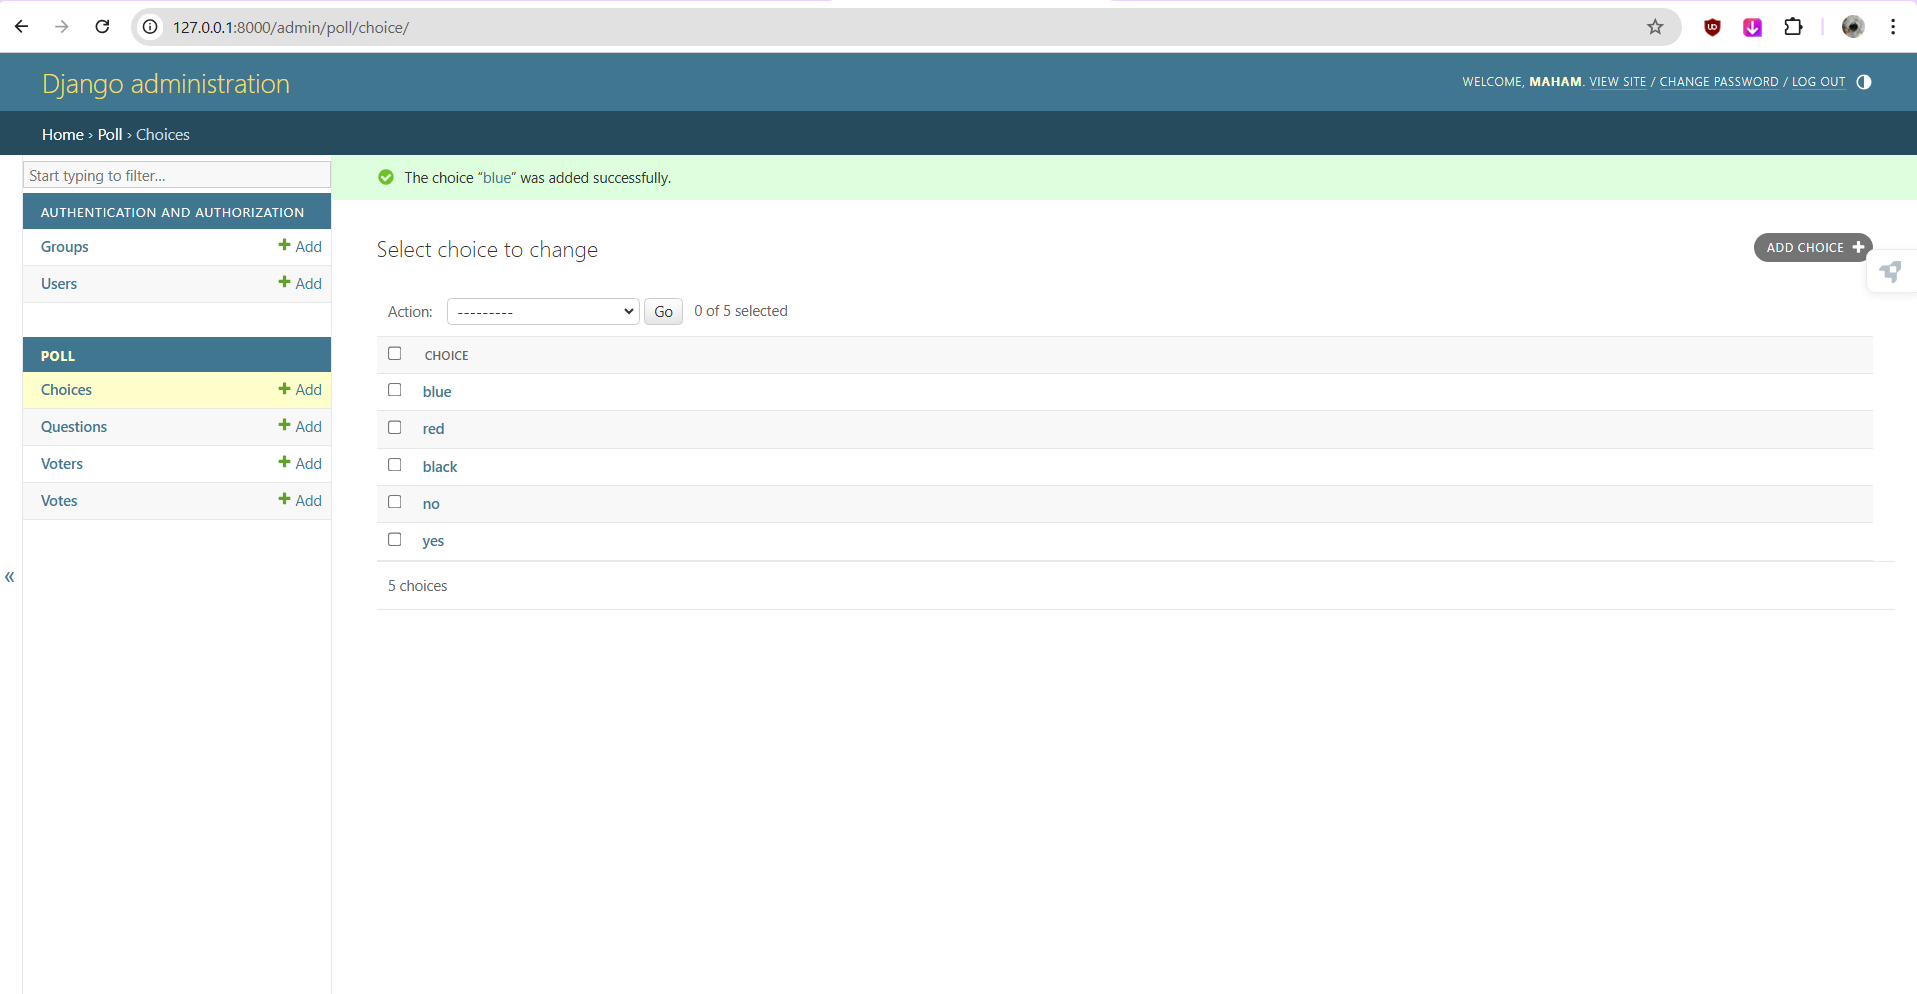 127.0.0.1:8000/admin/poll/choice/
Django administration
WELCOME, MAHAM. VIEW SITE / CHANGE PASSWORD / LOG OUT
Home › Poll › Choices
Start typing to filter...
The choice “blue” was added successfully.
AUTHENTICATION AND AUTHORIZATION
Groups Add
Users Add
POLL
Choices Add
Questions Add
Voters Add
Votes Add
«
Select choice to change
ADD CHOICE
Action: --------- Go 0 of 5 selected
CHOICE
blue
red
black
no
yes
5 choices